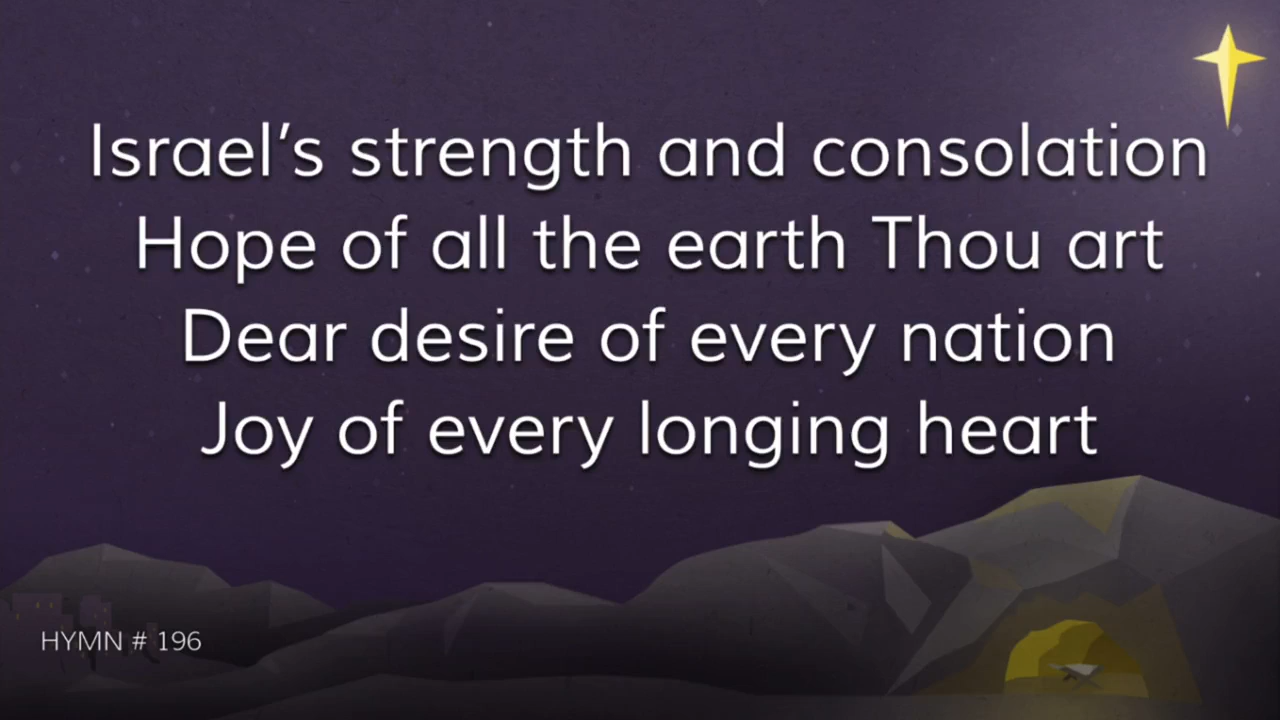 Israel’s strength and consolation
Hope of all the earth Thou art
Dear desire of every nation
Joy of every longing heart
HYMN # 196